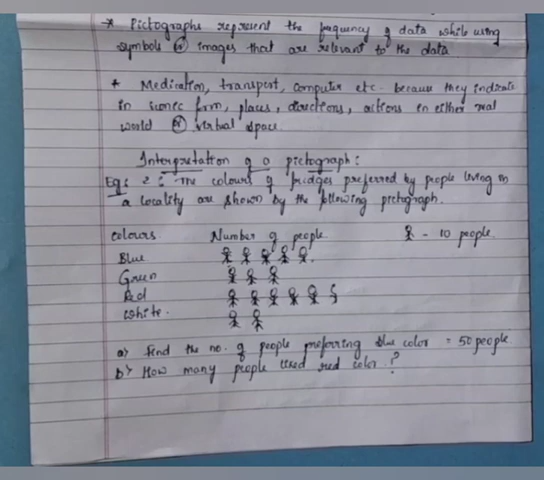 * Pictographs represent the frequency of data while using
symbols or images that are relevant to the data
* Medication, transport, computer etc. because they indicate
in iconic form, places, directions, actions in either real
world or virtual space.
Interpretation of a pictograph:
Eg: 2: The colours of fridges preferred by people living in
a locality are shown by the following pictograph.
colours Number of people. - 10 people.
Blue
Green
Red
White.
a) Find the no. of people preferring blue color = 50 people.
b) How many people liked red color?